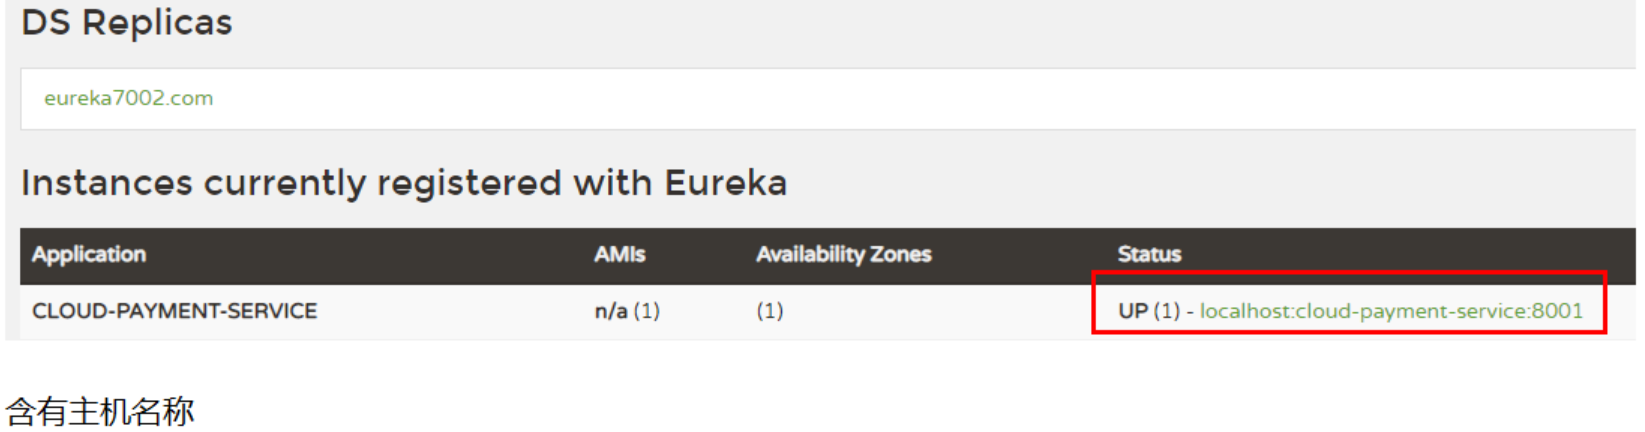 DS Replicas
eureka7002.com
Instances currently registered with Eureka
Application AMIs Availability Zones Status
CLOUD-PAYMENT-SERVICE n/a (1) (1) UP (1) - localhost:cloud-payment-service:8001
含有主机名称